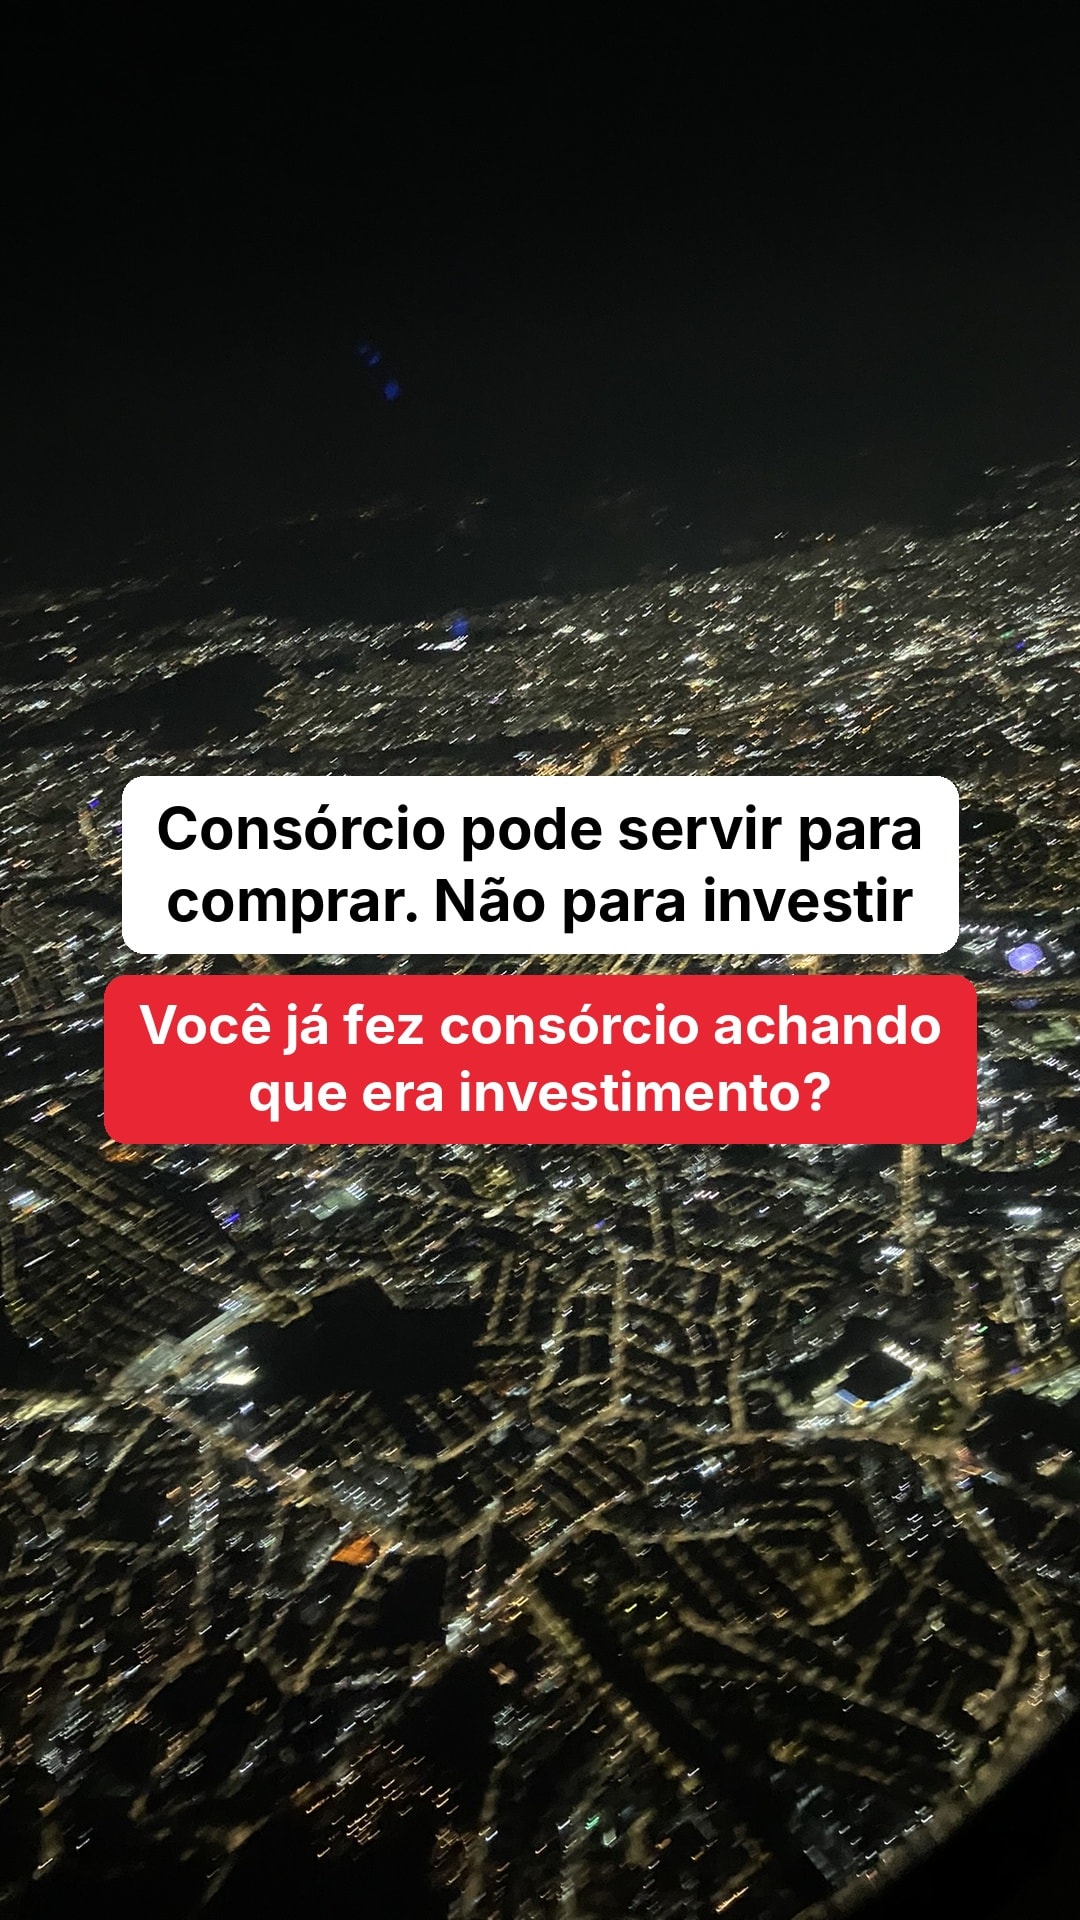 Consórcio pode servir para
comprar. Não para investir
Você já fez consórcio achando
que era investimento?